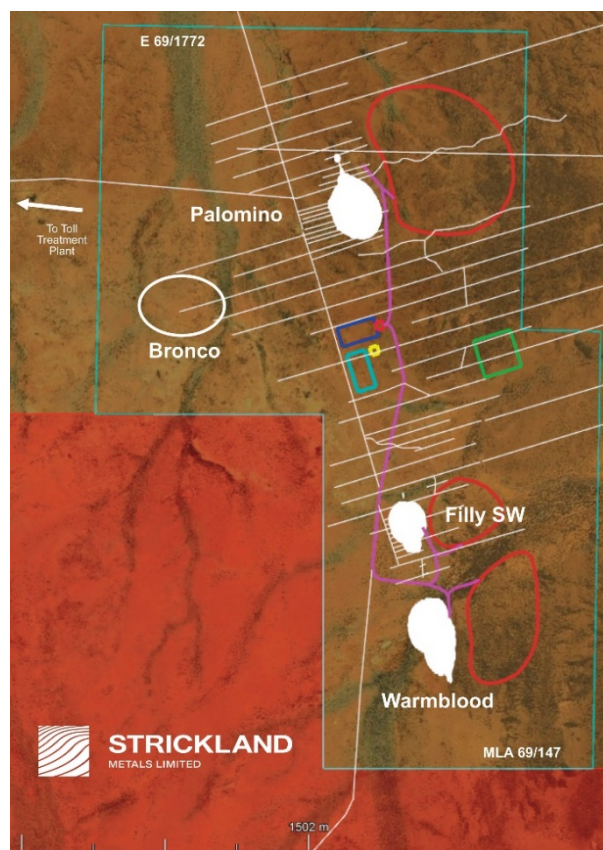 E 69/1772
Palomino
To Toll
Treatment
Plant
Bronco
Filly SW
Warmblood
STRICKLAND
METALS LIMITED
MLA 69/147
1502 m